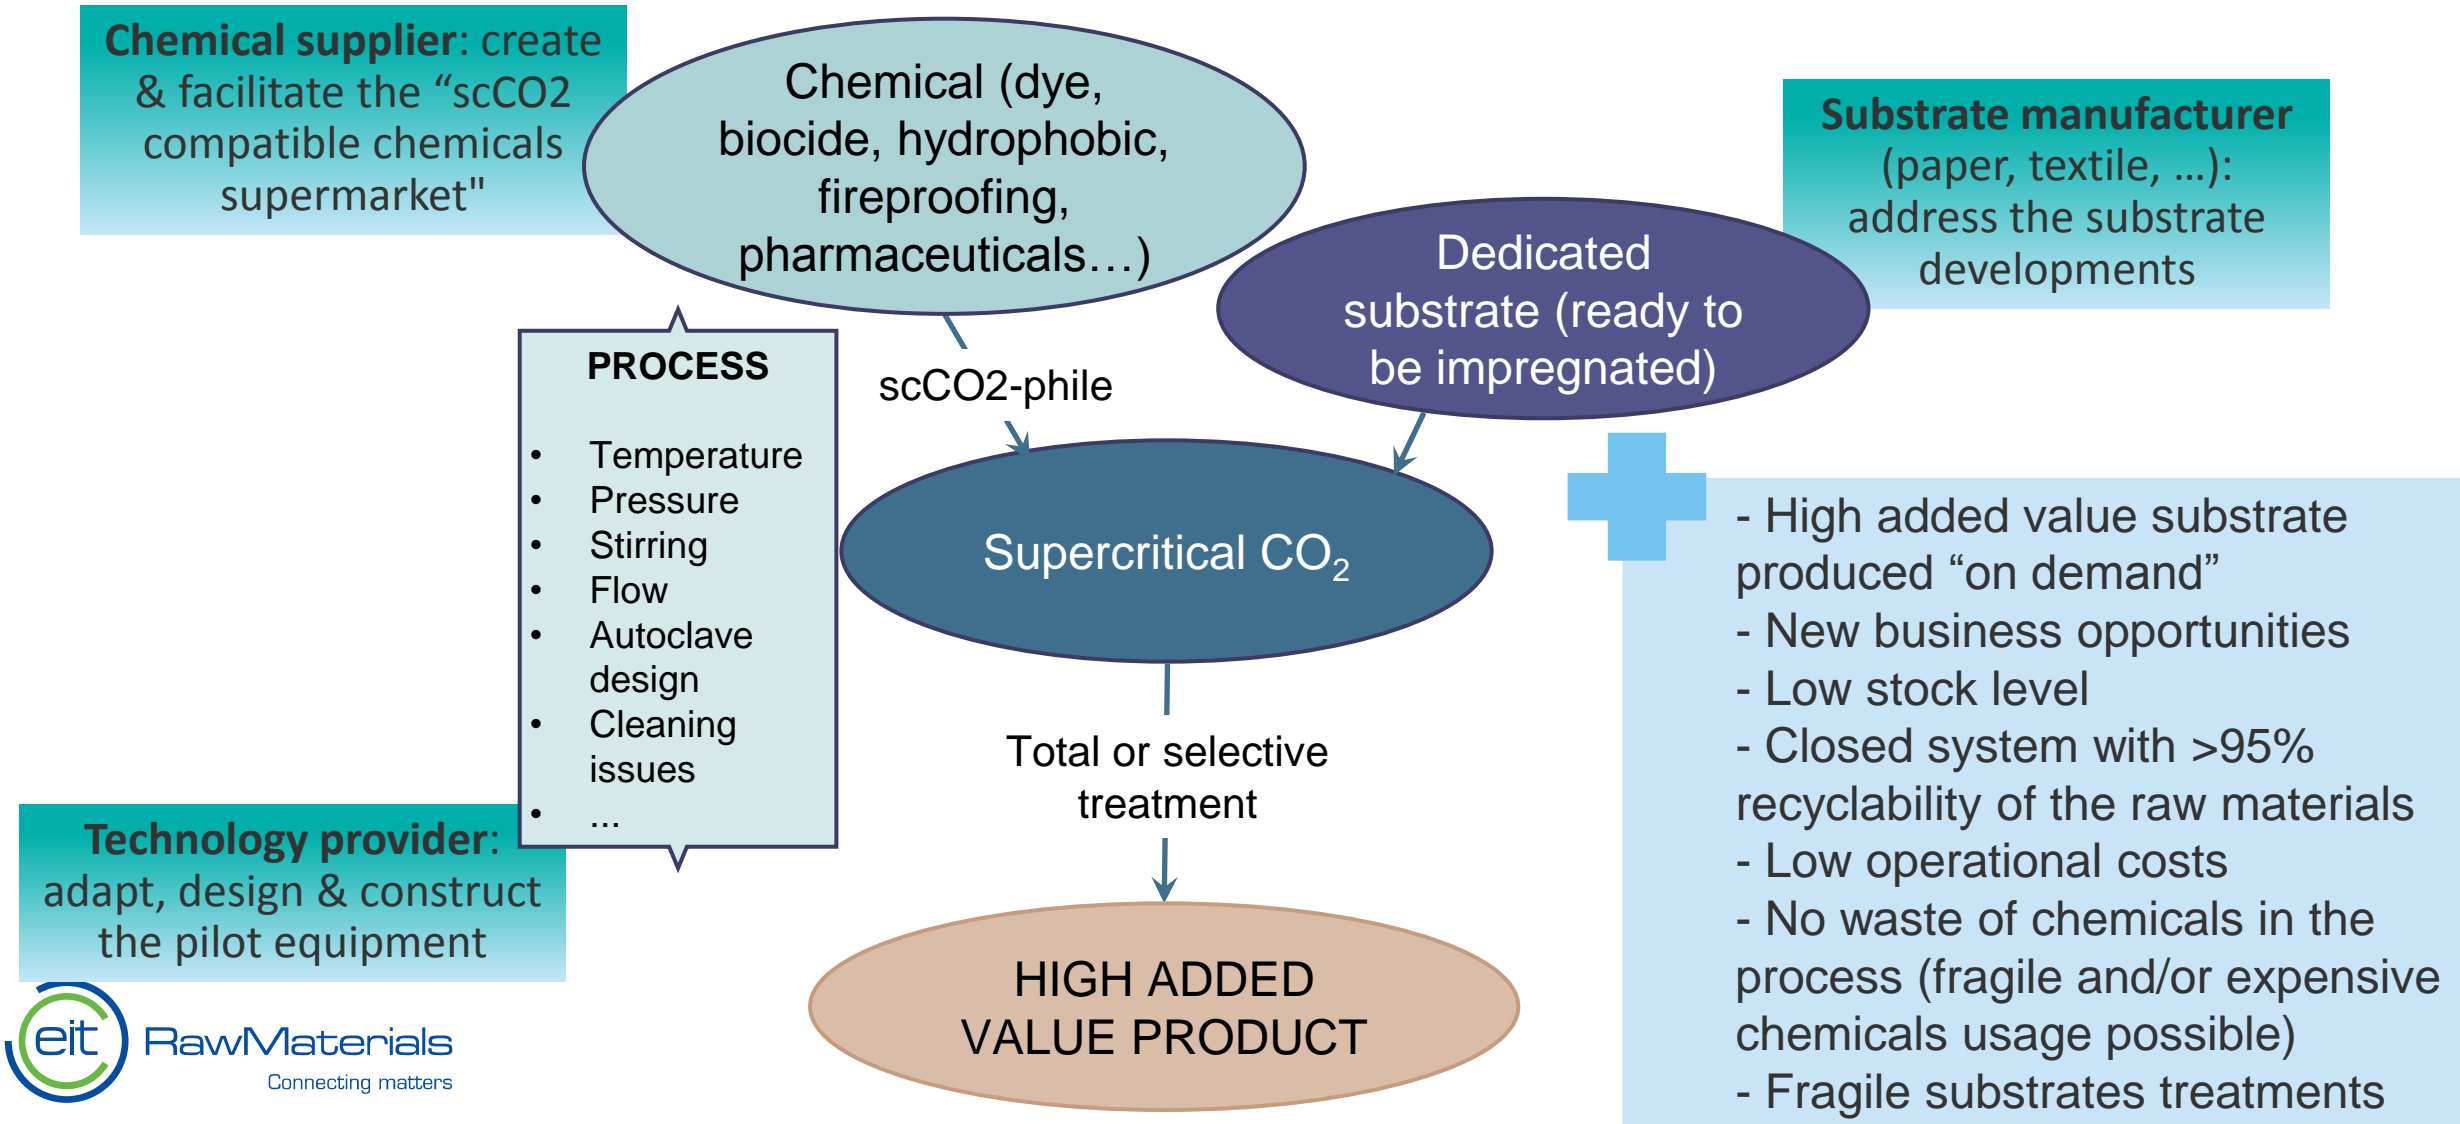 Chemical supplier: create
& facilitate the “scCO2
compatible chemicals
supermarket"
Chemical (dye,
biocide, hydrophobic,
fireproofing,
pharmaceuticals…)
Substrate manufacturer
(paper, textile, …):
address the substrate
developments
Dedicated
substrate (ready to
be impregnated)
PROCESS
• Temperature
• Pressure
• Stirring
• Flow
• Autoclave
design
• Cleaning
issues
• ...
scCO2-phile
Supercritical CO₂
Total or selective
treatment
HIGH ADDED
VALUE PRODUCT
- High added value substrate
produced “on demand”
- New business opportunities
- Low stock level
- Closed system with >95%
recyclability of the raw materials
- Low operational costs
- No waste of chemicals in the
process (fragile and/or expensive
chemicals usage possible)
- Fragile substrates treatments
Technology provider:
adapt, design & construct
the pilot equipment
eit RawMaterials
Connecting matters